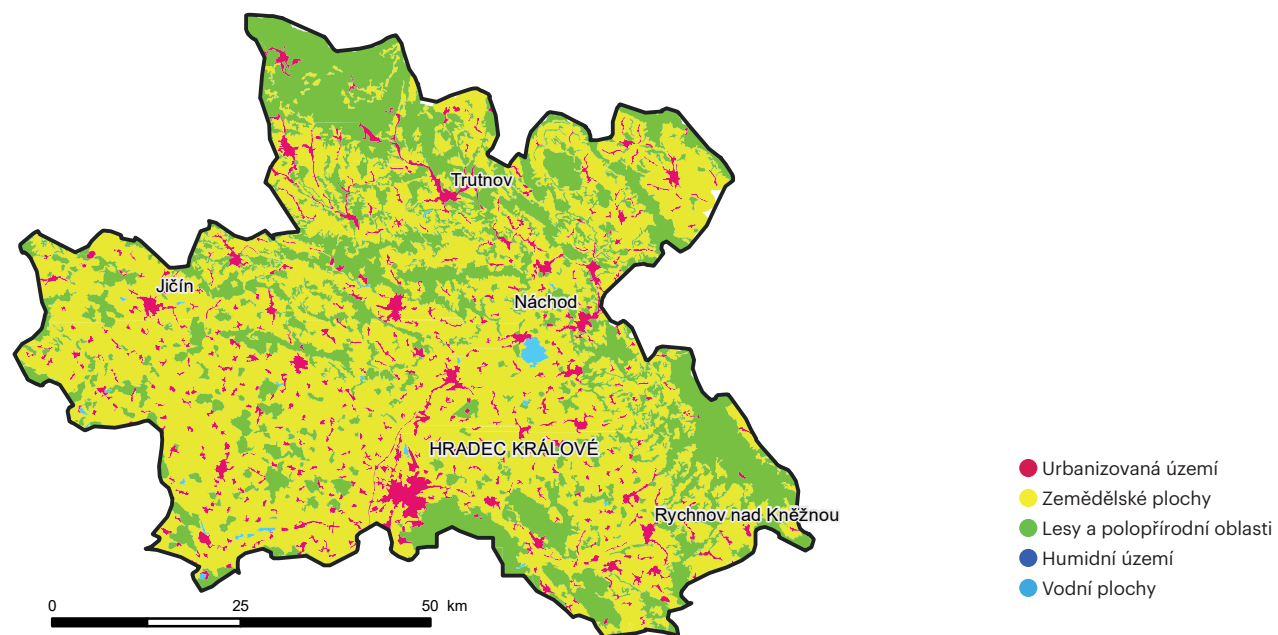 Trutnov
Jičín
Náchod
HRADEC KRÁLOVÉ
Rychnov nad Kněžnou
Urbanizovaná území
Zemědělské plochy
Lesy a polopřírodní oblasti
Humidní území
Vodní plochy
0 25 50 km